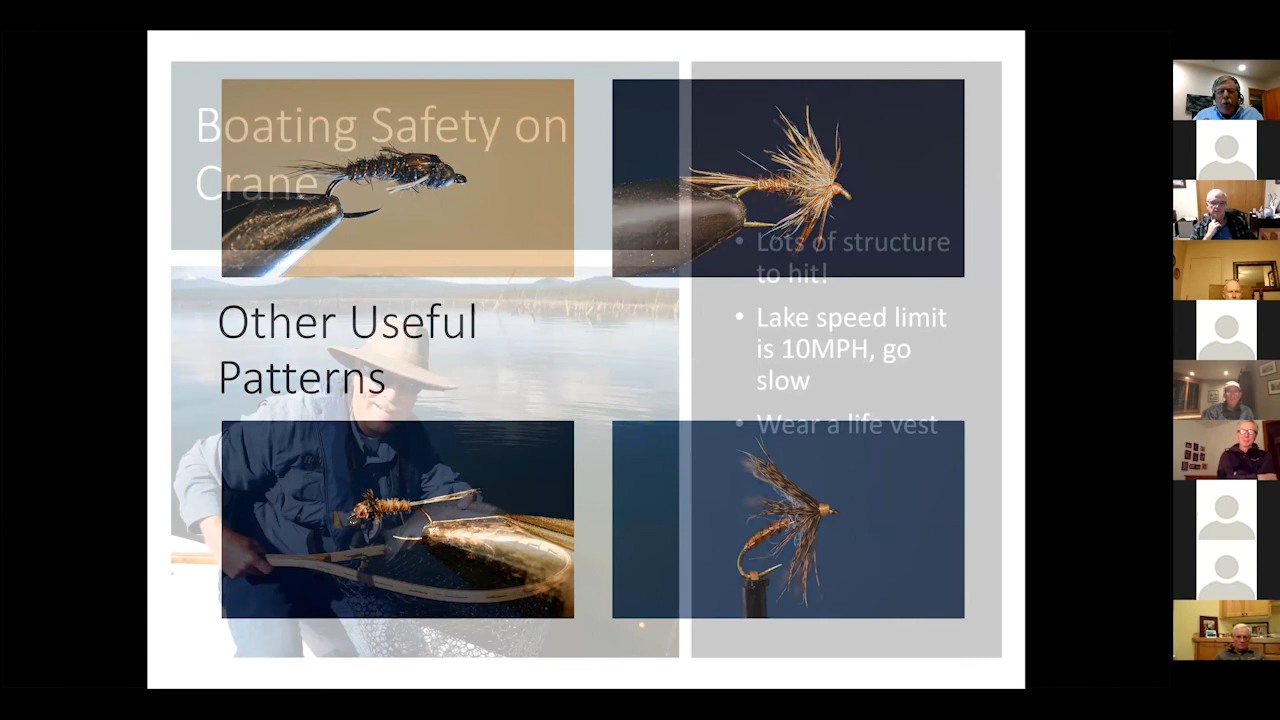 Boating Safety on
Crane
Other Useful
Patterns
• Lots of structure
to hit!
• Lake speed limit
is 10MPH, go
slow
• Wear a life vest